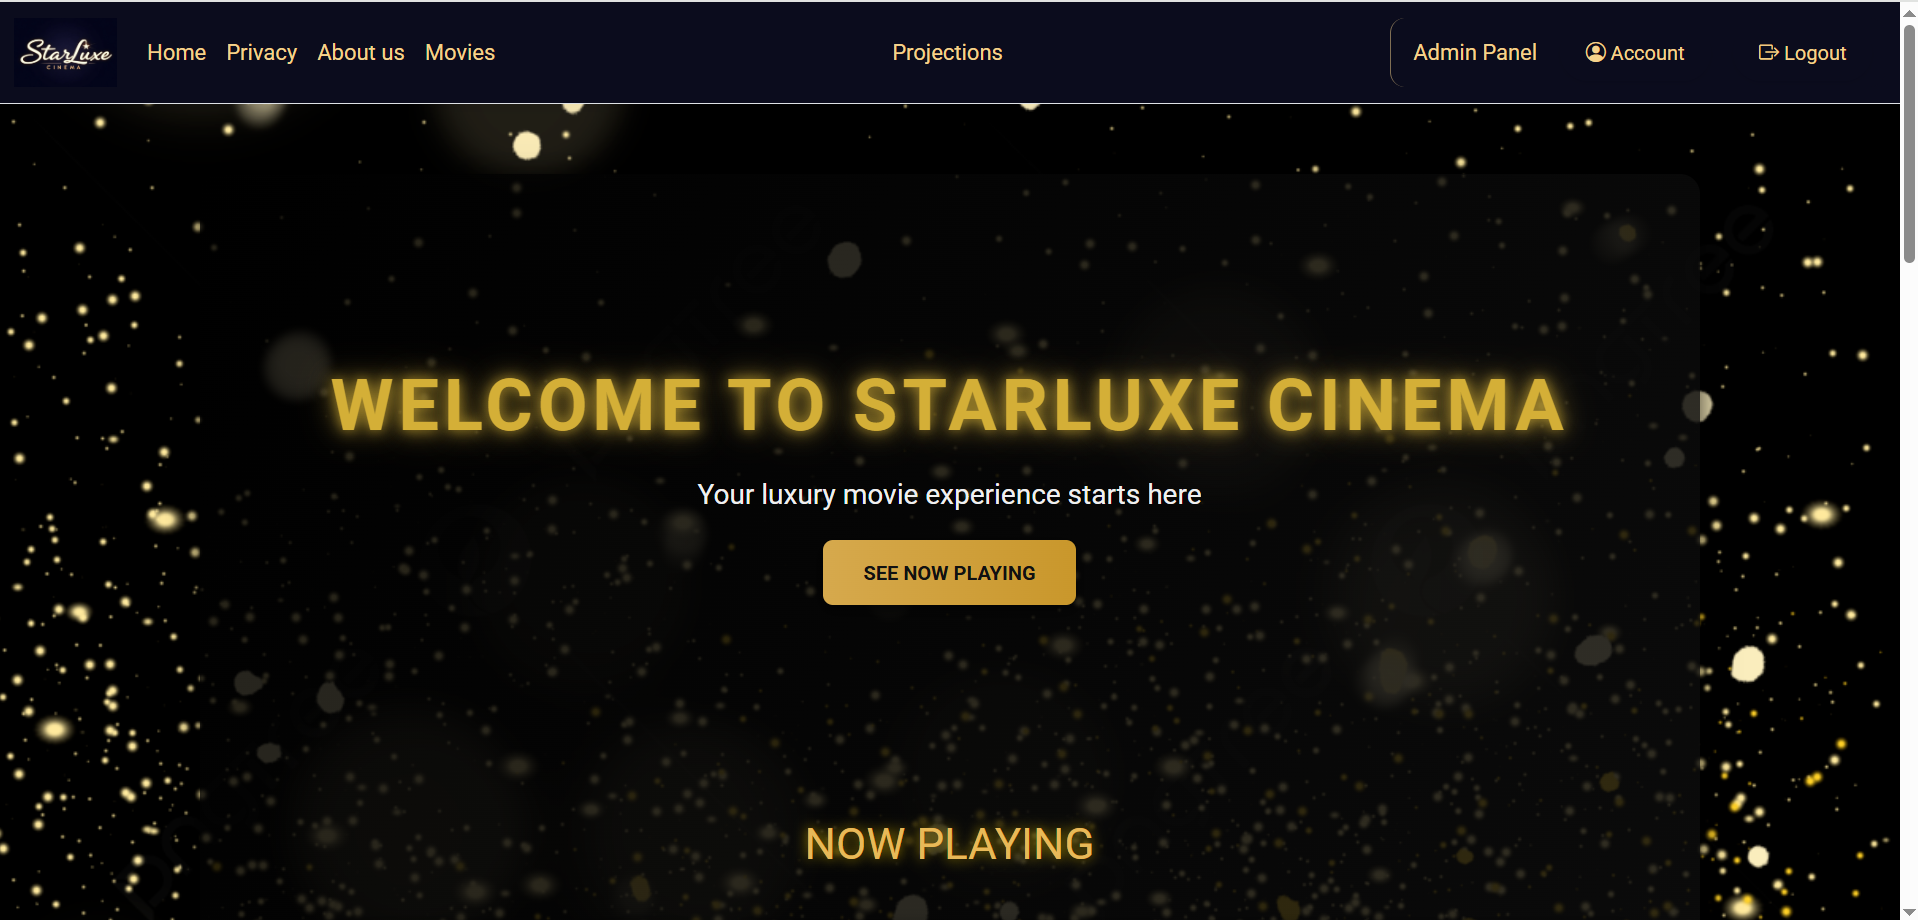 StarLuxe
CINEMA
Home Privacy About us Movies Projections Admin Panel Account Logout
WELCOME TO STARLUXE CINEMA
Your luxury movie experience starts here
SEE NOW PLAYING
NOW PLAYING